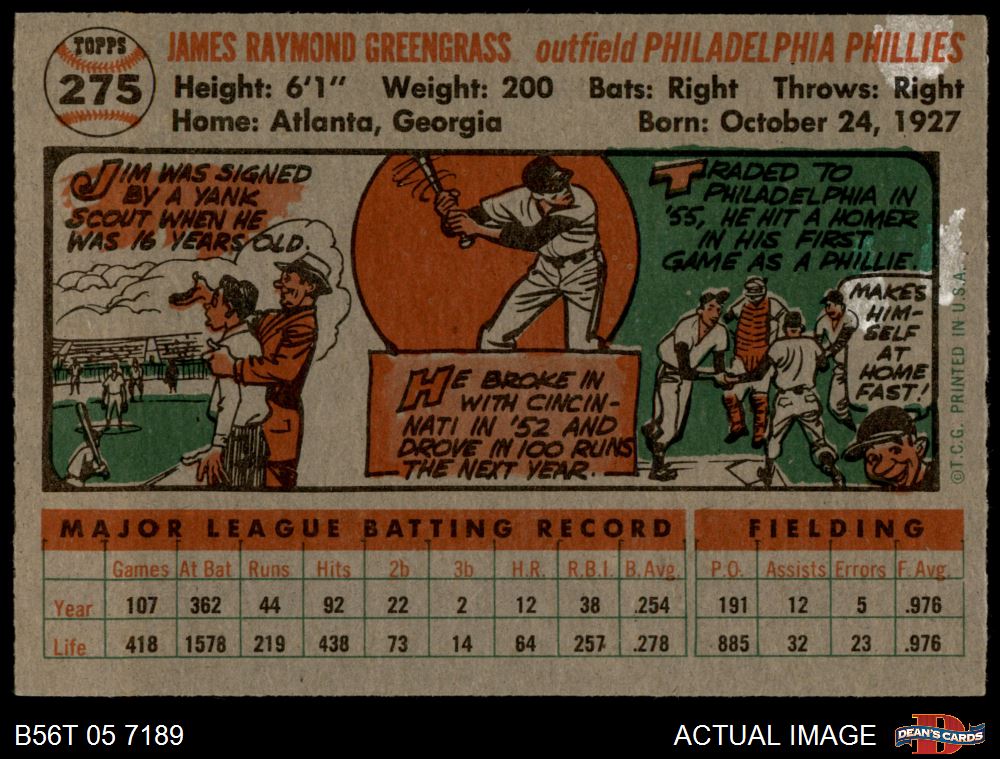 TOPPS
275
JAMES RAYMOND GREENGRASS outfield PHILADELPHIA PHILLIES
Height: 6'1" Weight: 200 Bats: Right Throws: Right
Home: Atlanta, Georgia Born: October 24, 1927
JIM WAS SIGNED
BY A YANK
SCOUT WHEN HE
WAS 16 YEARS OLD.
HE BROKE IN
WITH CINCIN-
NATI IN '52 AND
DROVE IN 100 RUNS
THE NEXT YEAR.
TRADED TO
PHILADELPHIA IN
'55, HE HIT A HOMER
IN HIS FIRST
GAME AS A PHILLIE.
MAKES
HIM-
SELF
AT
HOME
FAST!
©T.C.G. PRINTED IN U.S.A.
MAJOR LEAGUE BATTING RECORD FIELDING
Games At Bat Runs Hits 2b 3b H.R. R.B.I. B.Avg. P.O. Assists Errors F.Avg.
Year 107 362 44 92 22 2 12 38 .254 191 12 5 .976
Life 418 1578 219 438 73 14 64 257 .278 885 32 23 .976
B56T 05 7189 ACTUAL IMAGE
D
DEAN'S CARDS